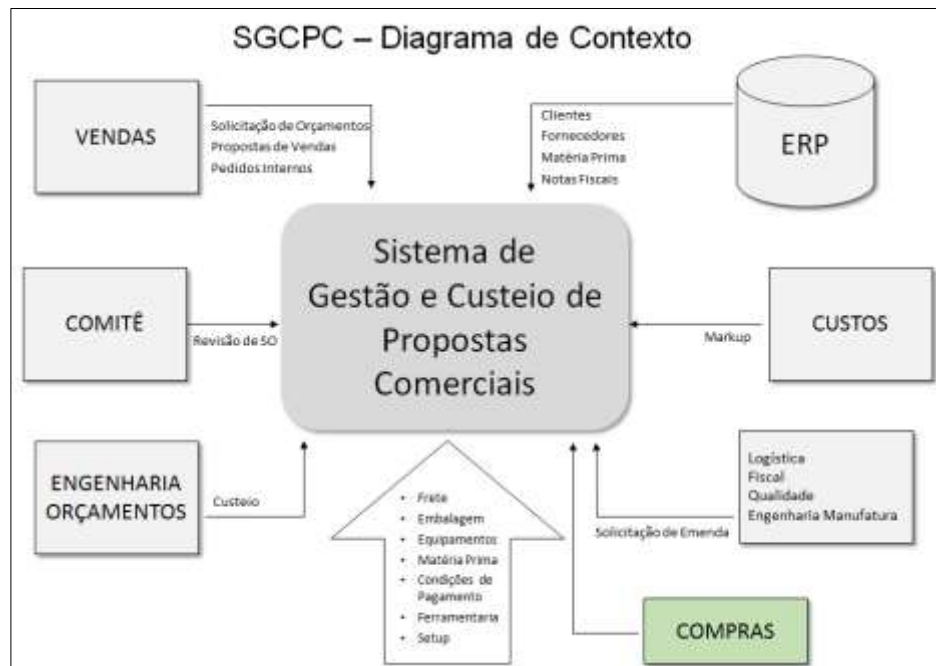 SGCPC – Diagrama de Contexto
VENDAS
Solicitação de Orçamentos
Propostas de Vendas
Pedidos Internos
Clientes
Fornecedores
Matéria Prima
Notas Fiscais
ERP
Sistema de
Gestão e Custeio de
Propostas
Comerciais
COMITÊ
Revisão de SO
Markup
CUSTOS
ENGENHARIA
ORÇAMENTOS
Custeio
• Frete
• Embalagem
• Equipamentos
• Matéria Prima
• Condições de
Pagamento
• Ferramentaria
• Setup
Solicitação de Emenda
Logística
Fiscal
Qualidade
Engenharia Manufatura
COMPRAS